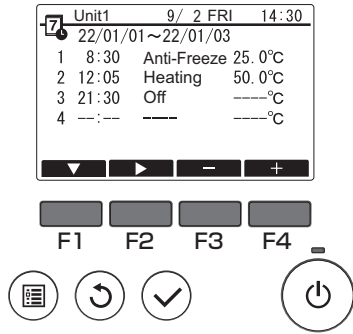 7 Unit1 9/ 2 FRI 14:30
22/01/01～22/01/03
1 8:30 Anti-Freeze 25.0°C
2 12:05 Heating 50.0°C
3 21:30 Off ----°C
4 --:-- ---- ----°C
▼ ▶ － ＋
F1 F2 F3 F4